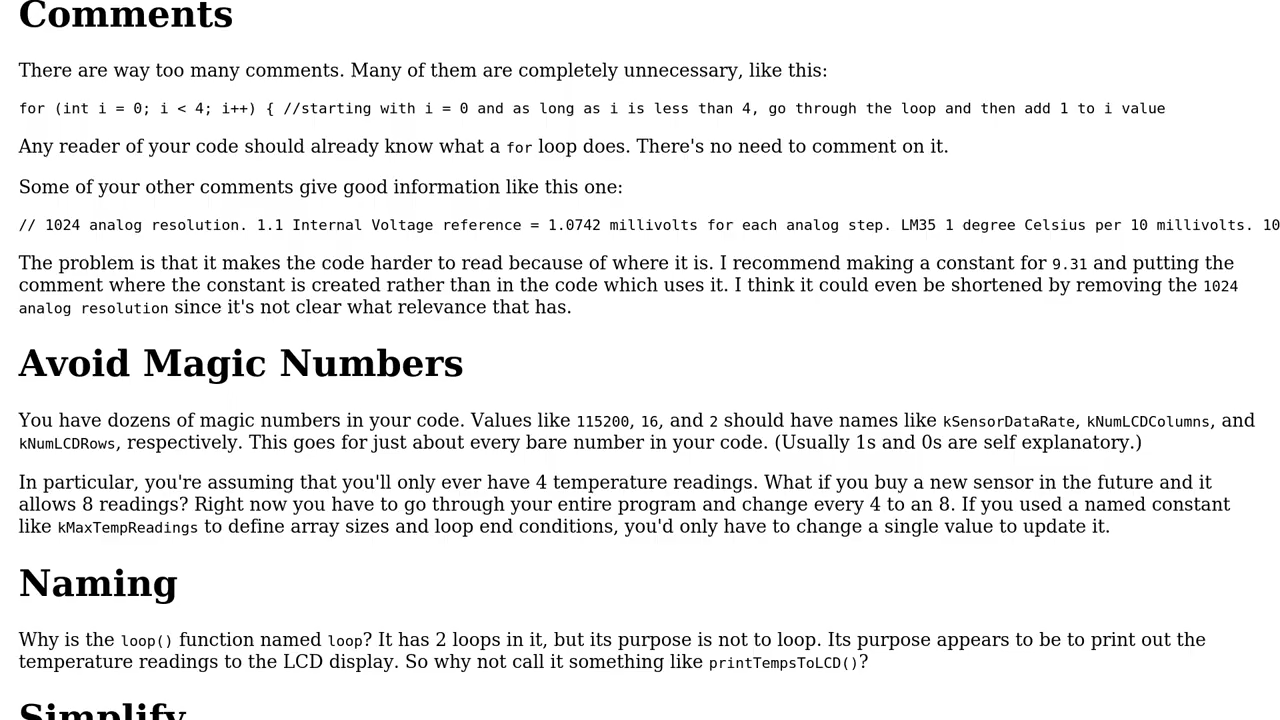 Comments
There are way too many comments. Many of them are completely unnecessary, like this:
for (int i = 0; i < 4; i++) { //starting with i = 0 and as long as i is less than 4, go through the loop and then add 1 to i value
Any reader of your code should already know what a for loop does. There's no need to comment on it.
Some of your other comments give good information like this one:
// 1024 analog resolution. 1.1 Internal Voltage reference = 1.0742 millivolts for each analog step. LM35 1 degree Celsius per 10 millivolts. 10
The problem is that it makes the code harder to read because of where it is. I recommend making a constant for 9.31 and putting the
comment where the constant is created rather than in the code which uses it. I think it could even be shortened by removing the 1024
analog resolution since it's not clear what relevance that has.
Avoid Magic Numbers
You have dozens of magic numbers in your code. Values like 115200, 16, and 2 should have names like kSensorDataRate, kNumLCDColumns, and
kNumLCDRows, respectively. This goes for just about every bare number in your code. (Usually 1s and 0s are self explanatory.)
In particular, you're assuming that you'll only ever have 4 temperature readings. What if you buy a new sensor in the future and it
allows 8 readings? Right now you have to go through your entire program and change every 4 to an 8. If you used a named constant
like kMaxTempReadings to define array sizes and loop end conditions, you'd only have to change a single value to update it.
Naming
Why is the loop() function named loop? It has 2 loops in it, but its purpose is not to loop. Its purpose appears to be to print out the
temperature readings to the LCD display. So why not call it something like printTempsToLCD()?
Simplify